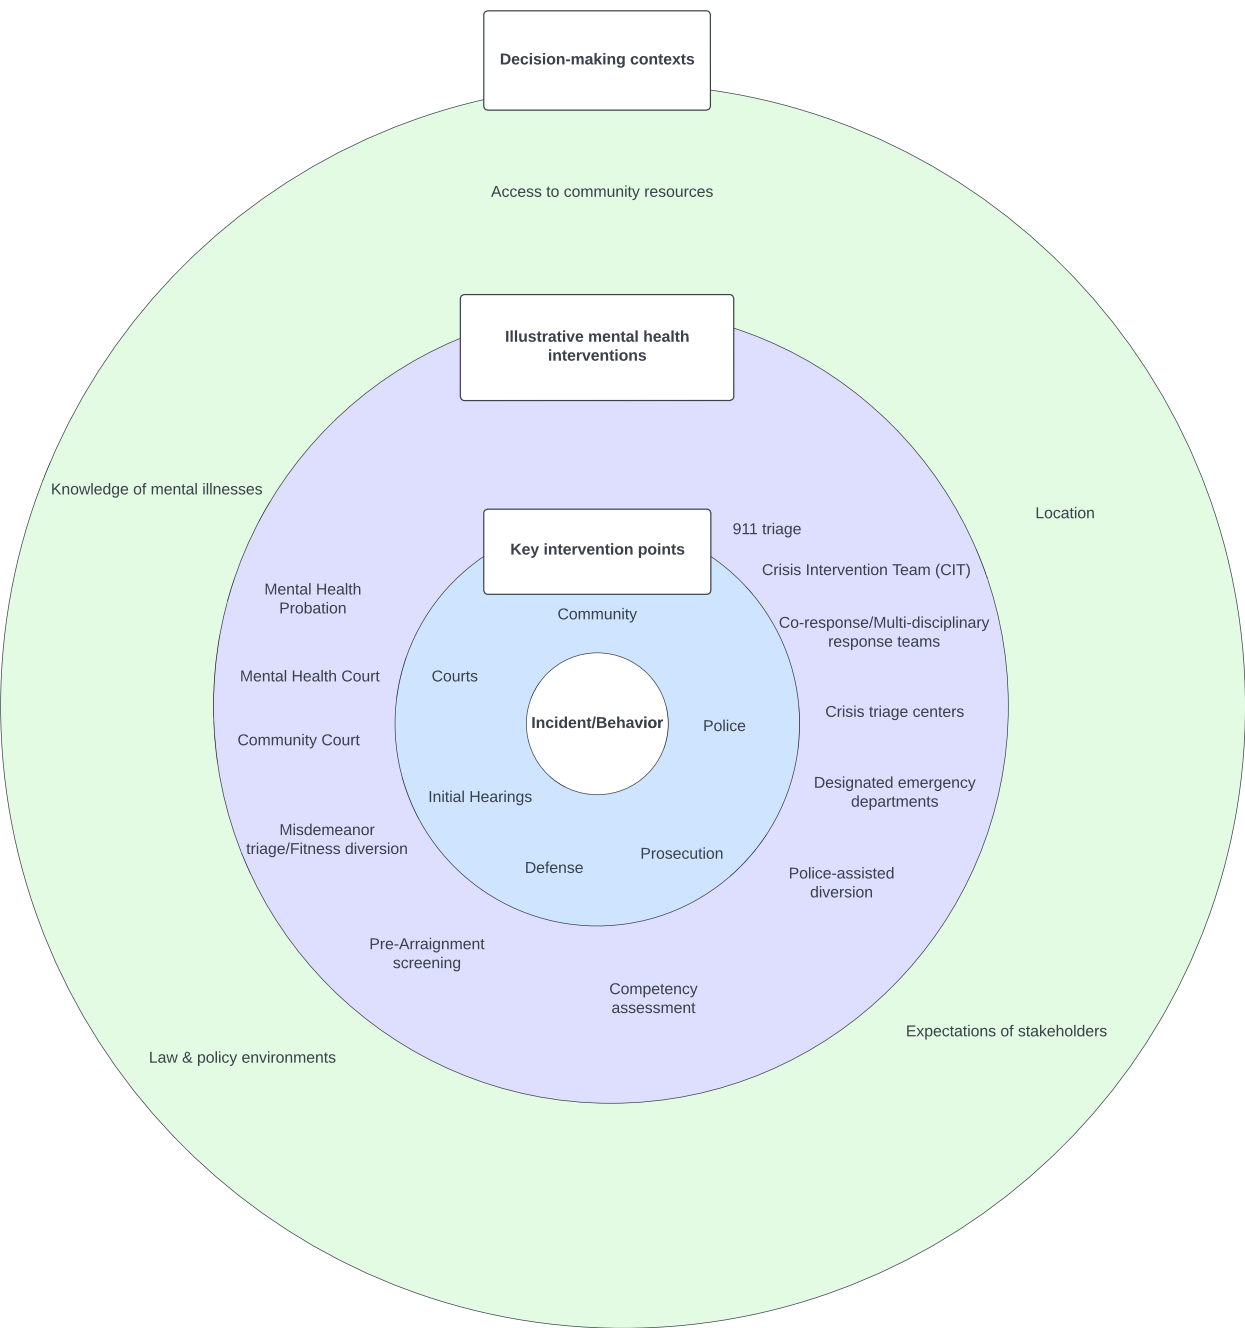 Decision-making contexts
Access to community resources
Illustrative mental health
interventions
Knowledge of mental illnesses
Location
911 triage
Key intervention points
Crisis Intervention Team (CIT)
Mental Health
Probation
Community
Co-response/Multi-disciplinary
response teams
Mental Health Court
Courts
Incident/Behavior
Police
Crisis triage centers
Community Court
Initial Hearings
Designated emergency
departments
Misdemeanor
triage/Fitness diversion
Defense
Prosecution
Police-assisted
diversion
Pre-Arraignment
screening
Competency
assessment
Expectations of stakeholders
Law & policy environments